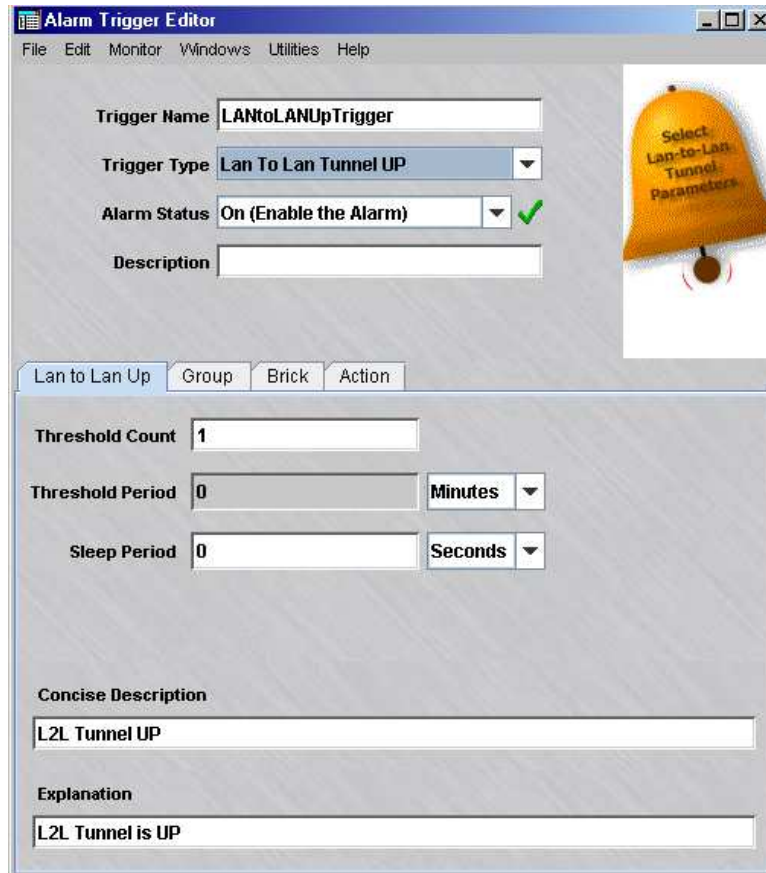 Alarm Trigger Editor
File Edit Monitor Windows Utilities Help
Trigger Name LANtoLANUpTrigger
Trigger Type Lan To Lan Tunnel UP
Alarm Status On (Enable the Alarm)
Description
Select
Lan-to-Lan
Tunnel
Parameters
Lan to Lan Up Group Brick Action
Threshold Count 1
Threshold Period 0 Minutes
Sleep Period 0 Seconds
Concise Description
L2L Tunnel UP
Explanation
L2L Tunnel is UP